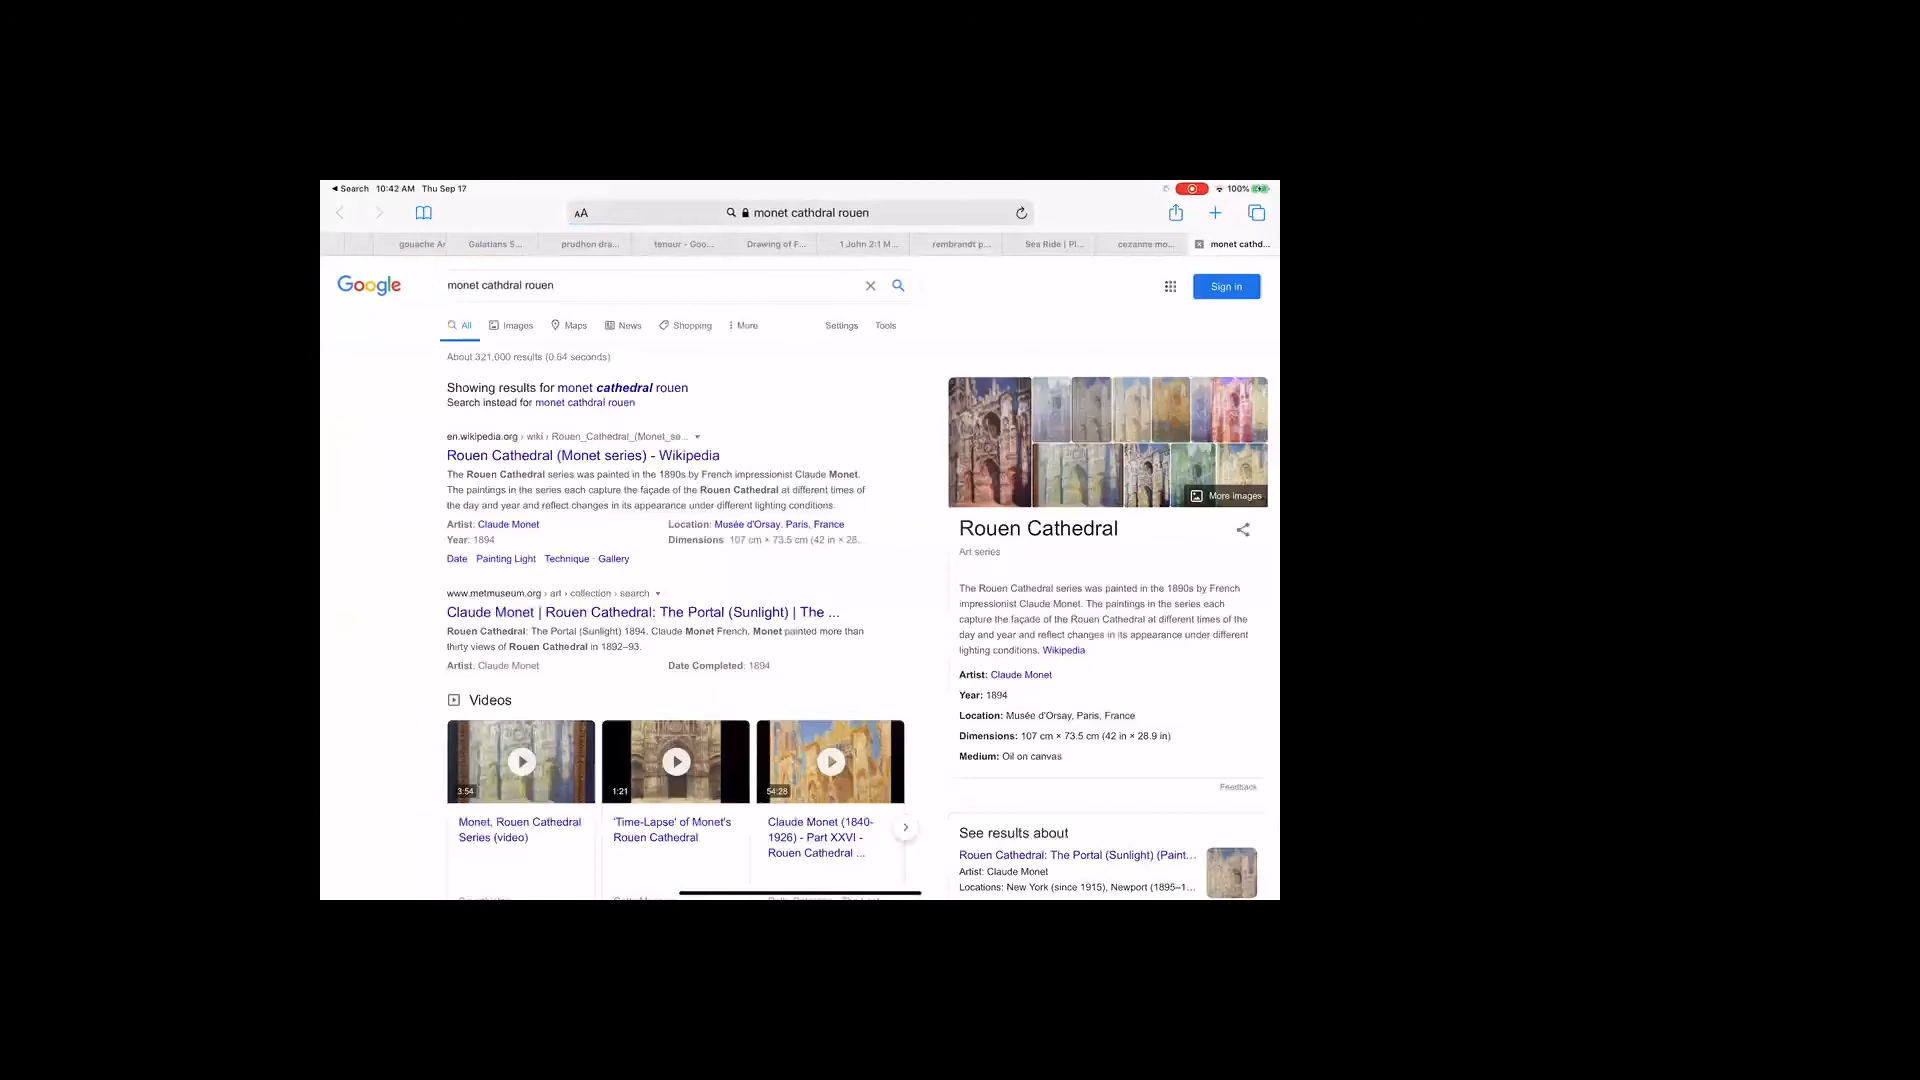 Search 10:42 AM Thu Sep 17
100%
AA monet cathdral rouen
gouache Ar Galatians 5... prudhon dra... tenour - Goo... Drawing of F... 1 John 2:1 M... rembrandt p... Sea Ride | Pl... cezanne mo... monet cathd...
Google monet cathdral rouen Sign in
All Images Maps News Shopping More Settings Tools
About 321,000 results (0.64 seconds)
Showing results for monet cathedral rouen
Search instead for monet cathdral rouen
en.wikipedia.org › wiki › Rouen_Cathedral_(Monet_se...
Rouen Cathedral (Monet series) - Wikipedia
The Rouen Cathedral series was painted in the 1890s by French impressionist Claude Monet.
The paintings in the series each capture the façade of the Rouen Cathedral at different times of
the day and year and reflect changes in its appearance under different lighting conditions.
Artist: Claude Monet Location: Musée d'Orsay, Paris, France
Year: 1894 Dimensions: 107 cm × 73.5 cm (42 in × 28...
Date Painting Light Technique Gallery
www.metmuseum.org › art › collection › search
Claude Monet | Rouen Cathedral: The Portal (Sunlight) | The ...
Rouen Cathedral: The Portal (Sunlight) 1894. Claude Monet French. Monet painted more than
thirty views of Rouen Cathedral in 1892–93.
Artist: Claude Monet Date Completed: 1894
Videos
3:54
1:21
54:28
Monet, Rouen Cathedral
Series (video)
'Time-Lapse' of Monet's
Rouen Cathedral
Claude Monet (1840-
1926) - Part XXVI -
Rouen Cathedral ...
More images
Rouen Cathedral
Art series
The Rouen Cathedral series was painted in the 1890s by French
impressionist Claude Monet. The paintings in the series each
capture the façade of the Rouen Cathedral at different times of the
day and year and reflect changes in its appearance under different
lighting conditions. Wikipedia
Artist: Claude Monet
Year: 1894
Location: Musée d'Orsay, Paris, France
Dimensions: 107 cm × 73.5 cm (42 in × 28.9 in)
Medium: Oil on canvas
Feedback
See results about
Rouen Cathedral: The Portal (Sunlight) (Paint...
Artist: Claude Monet
Locations: New York (since 1915), Newport (1895–1...